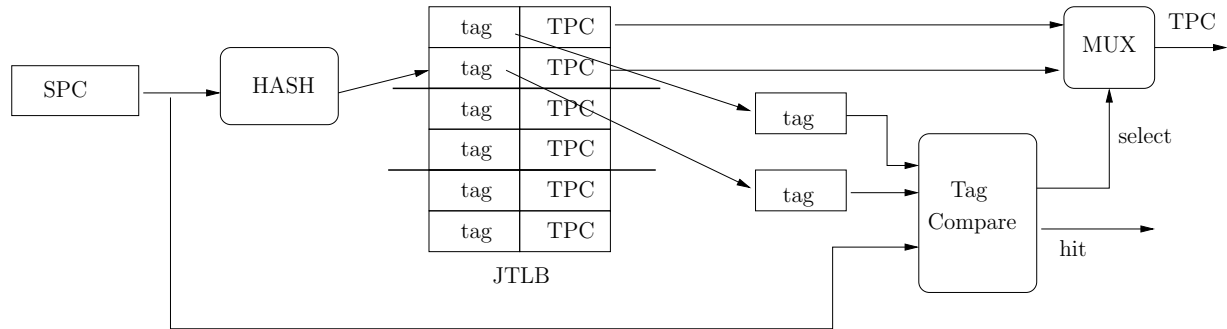 SPC
HASH
tag TPC
tag TPC
tag TPC
tag TPC
tag TPC
tag TPC
JTLB
tag
tag
Tag
Compare
MUX
TPC
select
hit